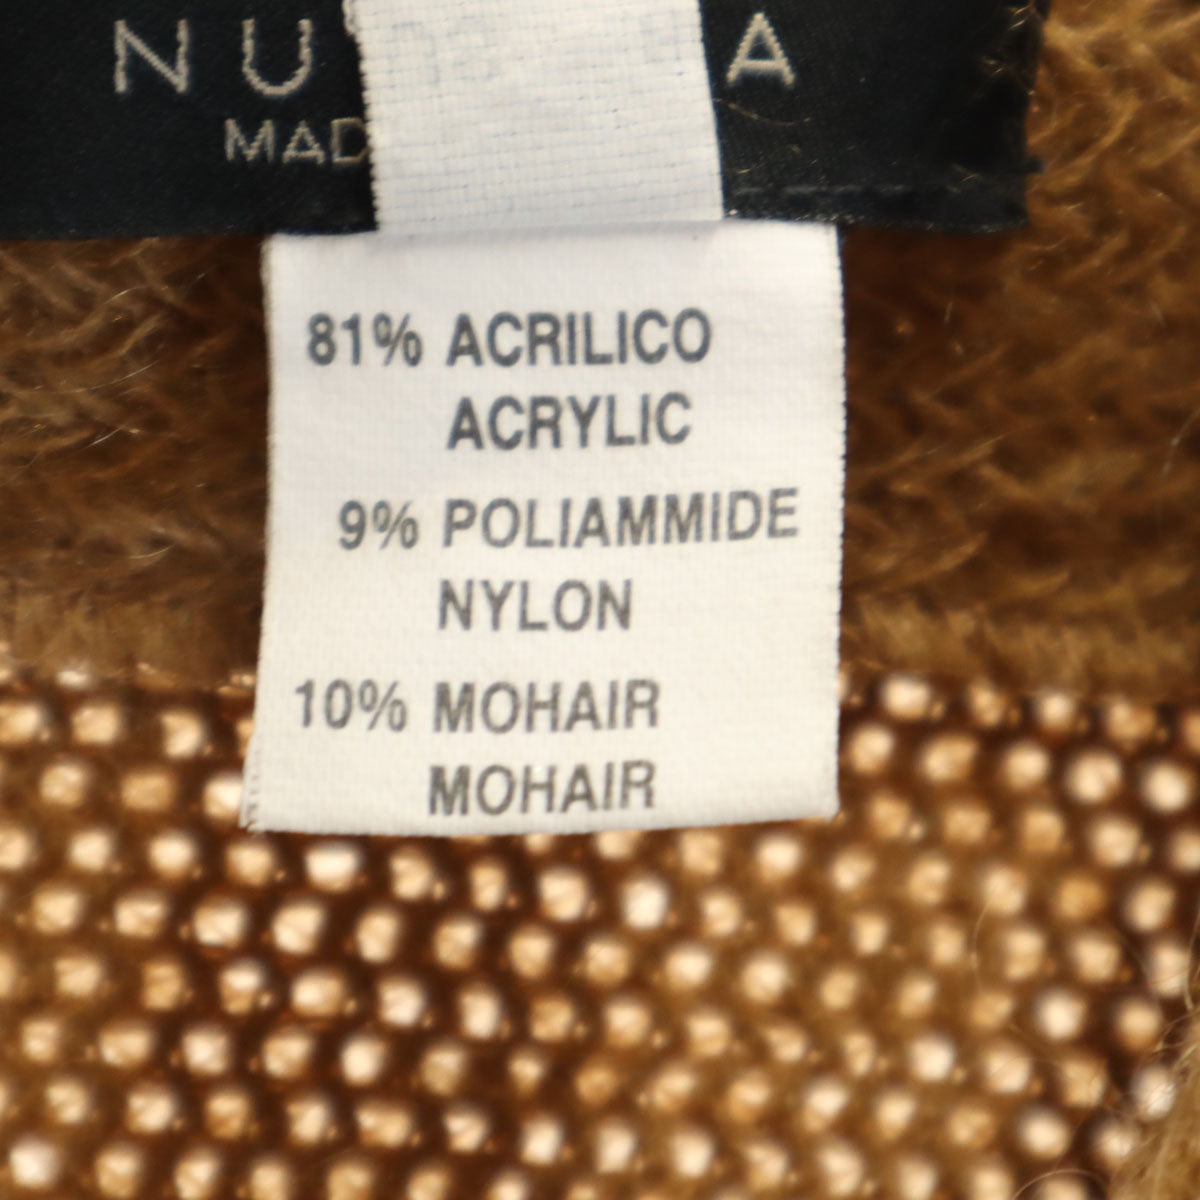 81% ACRILICO
ACRYLIC
9% POLIAMMIDE
NYLON
10% MOHAIR
MOHAIR